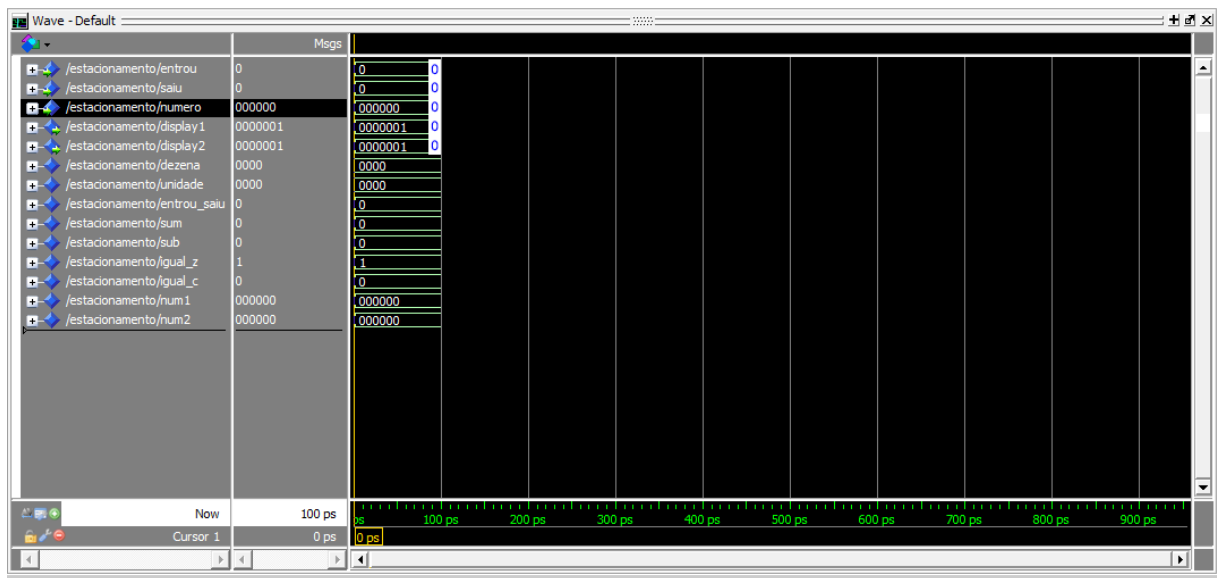 Wave - Default
Msgs
/estacionamento/entrou 0 0 0
/estacionamento/saiu 0 0 0
/estacionamento/numero 000000 000000 0
/estacionamento/display1 0000001 0000001 0
/estacionamento/display2 0000001 0000001 0
/estacionamento/dezena 0000 0000
/estacionamento/unidade 0000 0000
/estacionamento/entrou_saiu 0 0
/estacionamento/sum 0 0
/estacionamento/sub 0 0
/estacionamento/igual_z 1 1
/estacionamento/igual_c 0 0
/estacionamento/num1 000000 000000
/estacionamento/num2 000000 000000
Now 100 ps ps 100 ps 200 ps 300 ps 400 ps 500 ps 600 ps 700 ps 800 ps 900 ps
Cursor 1 0 ps 0 ps